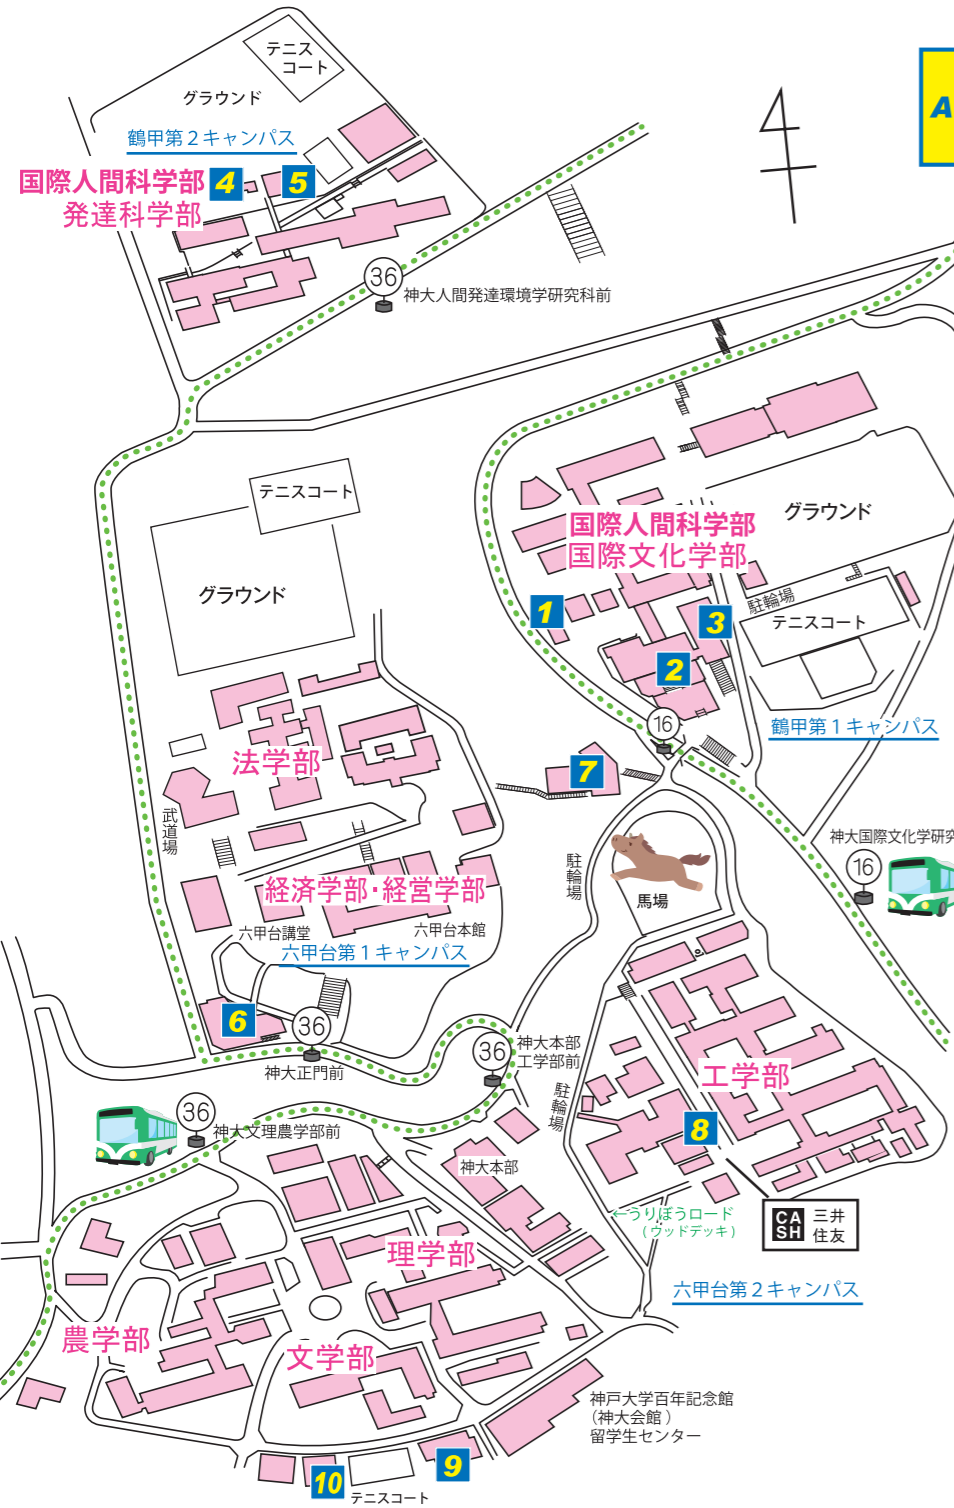 テニス
コート
グラウンド
A
鶴甲第2キャンパス
国際人間科学部
発達科学部
4
5
36
神大人間発達環境学研究科前
テニスコート
グラウンド
グラウンド
国際人間科学部
国際文化学部
1
2
3
駐輪場
テニスコート
16
鶴甲第1キャンパス
法学部
7
武道場
神大国際文化学研究
16
駐輪場
馬場
経済学部・経営学部
六甲台講堂
六甲台本館
六甲台第1キャンパス
6
36
神大正門前
36
神大本部
工学部前
工学部
駐輪場
8
36
神大文理農学部前
神大本部
←うりぼうロード
(ウッドデッキ)
CA
SH
三井
住友
理学部
六甲台第2キャンパス
農学部
文学部
神戸大学百年記念館
(神大会館)
留学生センター
9
10
テニスコート